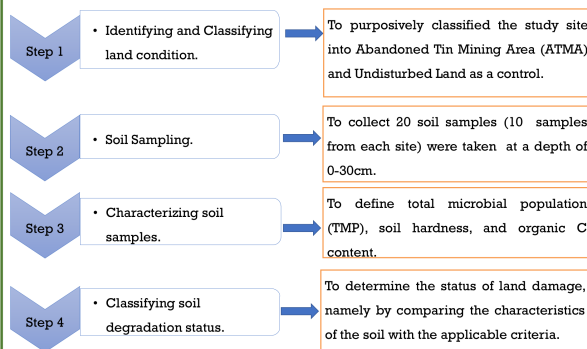 Step 1
• Identifying and Classifying
land condition.
To purposively classified the study site
into Abandoned Tin Mining Area (ATMA)
and Undisturbed Land as a control.
Step 2
• Soil Sampling.
To collect 20 soil samples (10 samples
from each site) were taken at a depth of
0-30cm.
Step 3
• Characterizing soil
samples.
To define total microbial population
(TMP), soil hardness, and organic C
content.
Step 4
• Classifying soil
degradation status.
To determine the status of land damage,
namely by comparing the characteristics
of the soil with the applicable criteria.